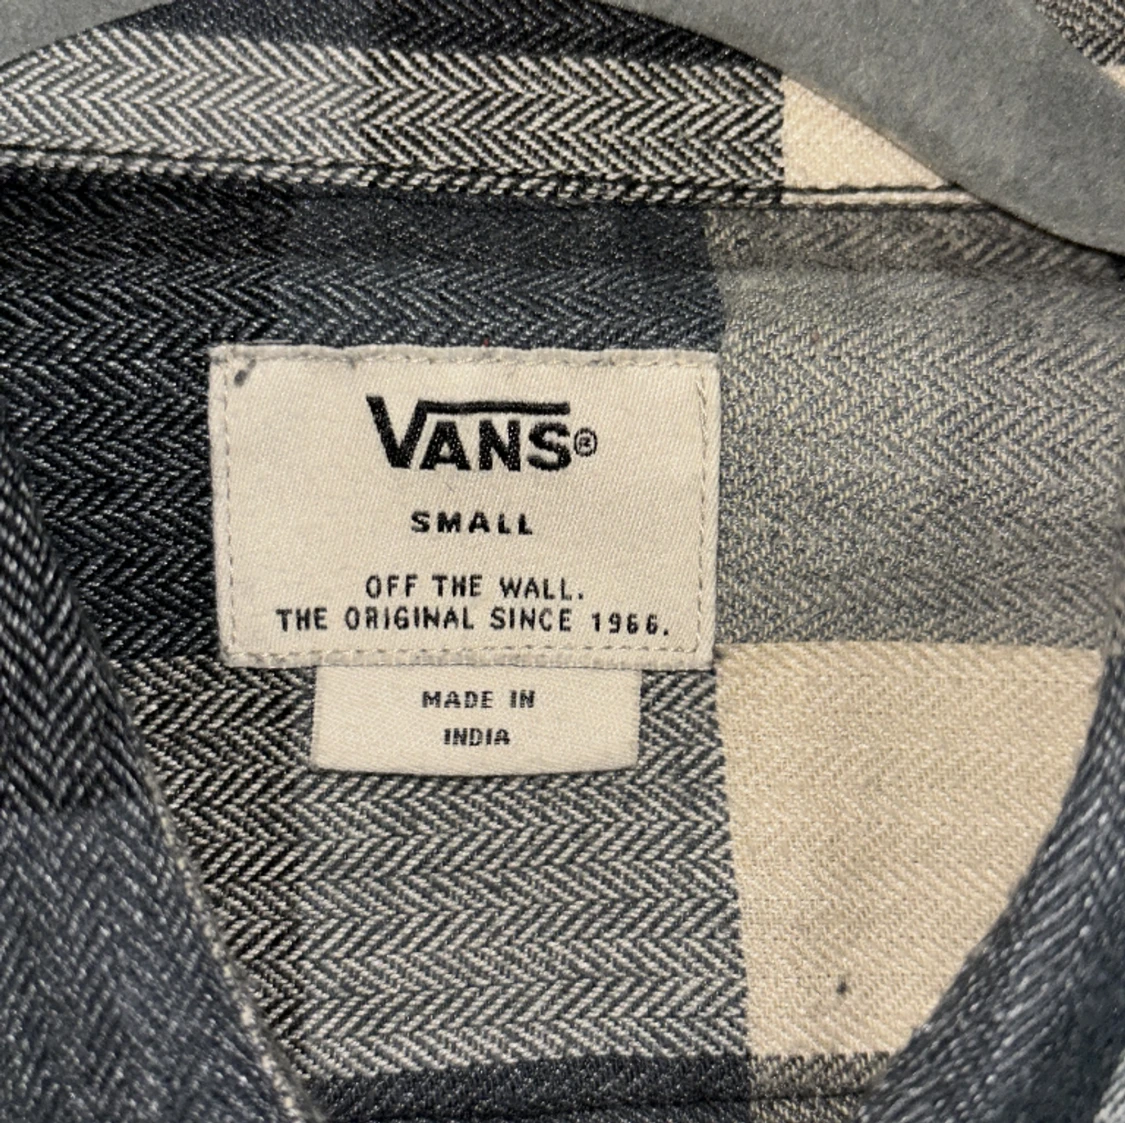 VANS®
SMALL
OFF THE WALL.
THE ORIGINAL SINCE 1966.
MADE IN
INDIA